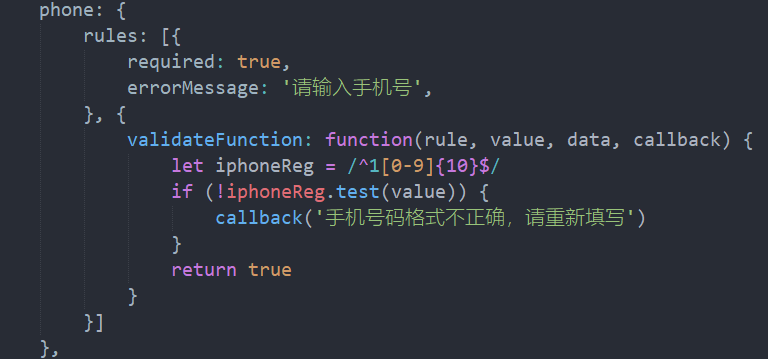 phone: {
rules: [{
required: true,
errorMessage: '请输入手机号',
}, {
validateFunction: function(rule, value, data, callback) {
let iphoneReg = /^1[0-9]{10}$/
if (!iphoneReg.test(value)) {
callback('手机号码格式不正确，请重新填写')
}
return true
}
}]
},